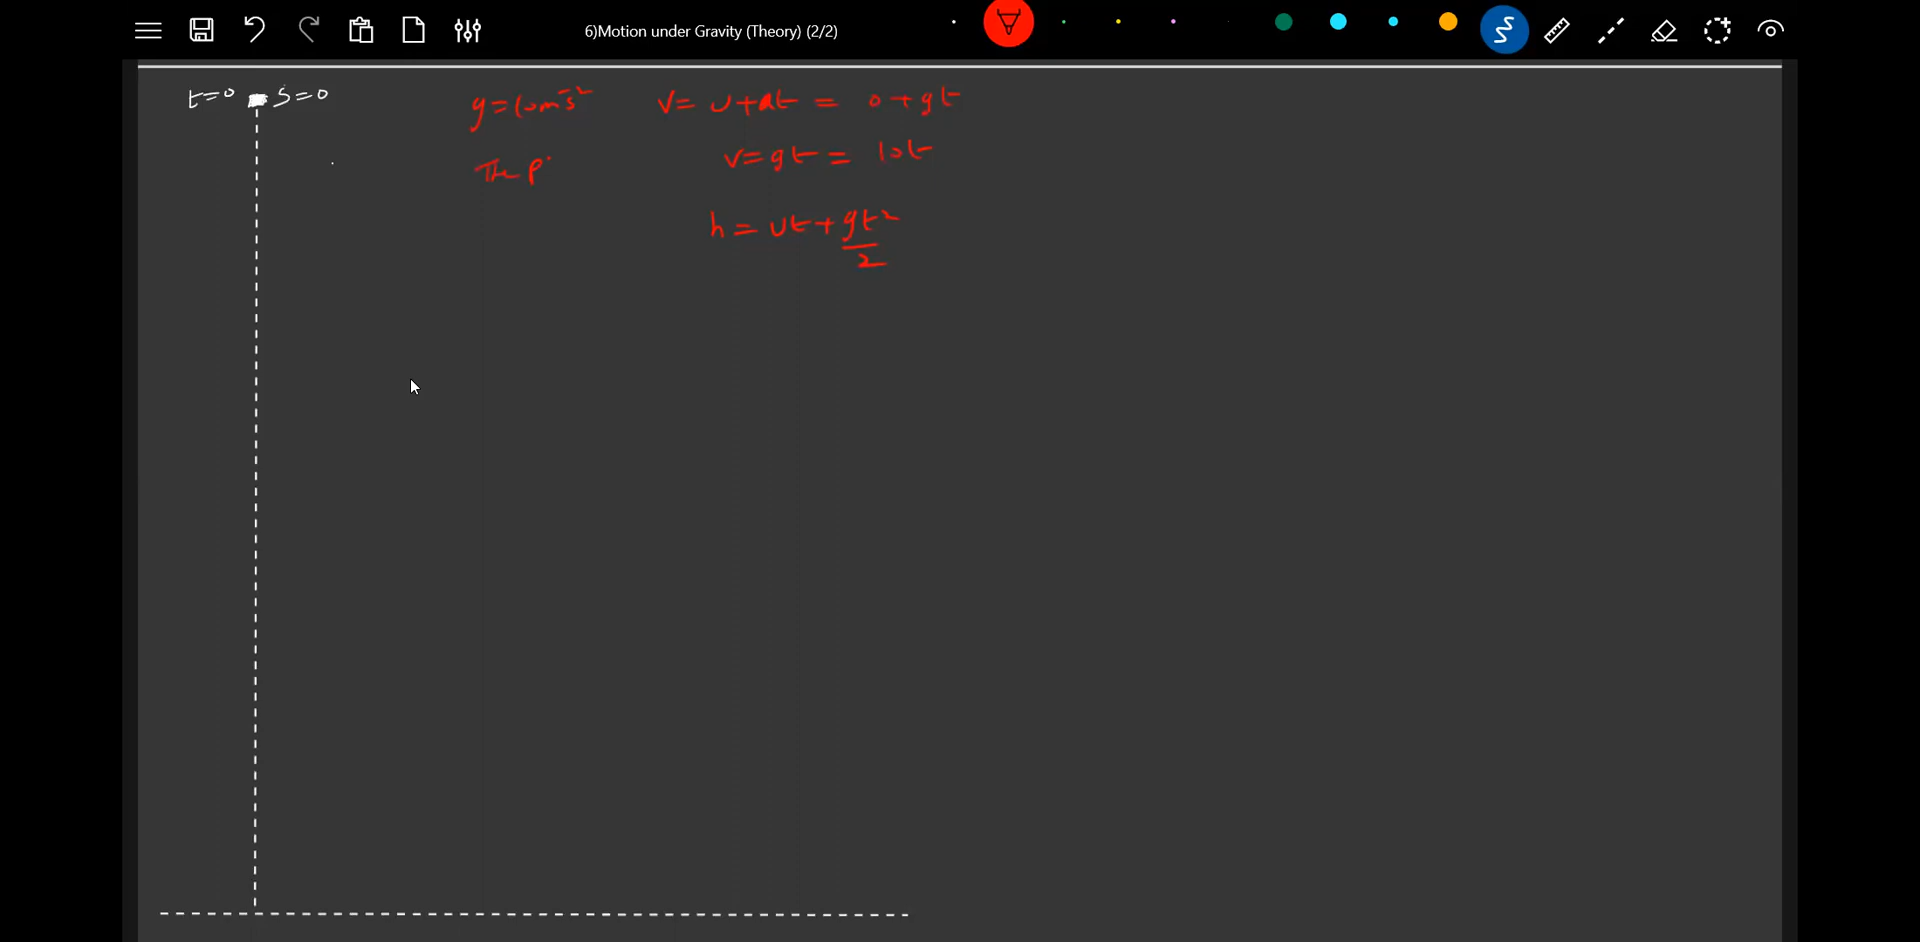 6)Motion under Gravity (Theory) (2/2)
t=0 S=0
g=10ms⁻²
The p
v= u+at = 0+gt
v=gt = 10t
h = ut + gt²/2